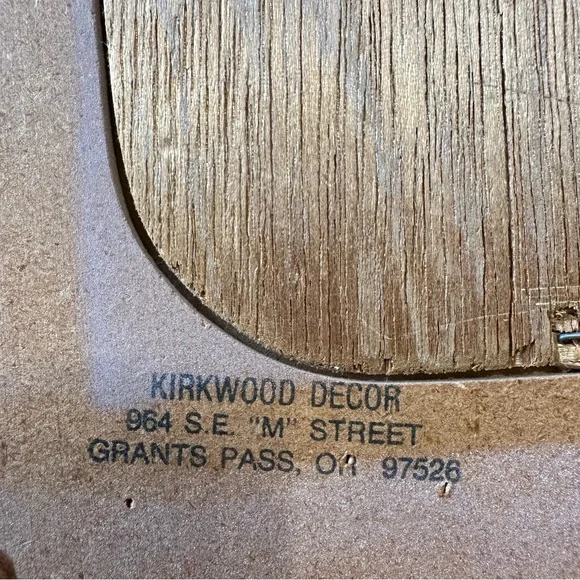 KIRKWOOD DECOR
964 S.E. "M" STREET
GRANTS PASS, OR 97526